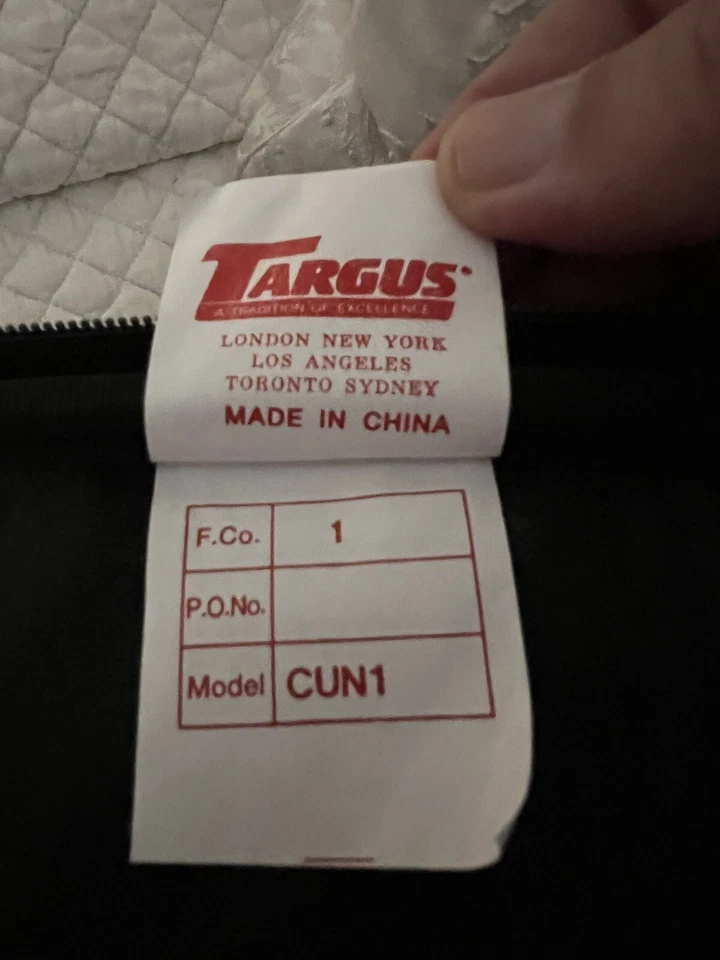 TARGUS
A TRADITION OF EXCELLENCE
LONDON NEW YORK
LOS ANGELES
TORONTO SYDNEY
MADE IN CHINA
F.Co. 1
P.O.No.
Model CUN1